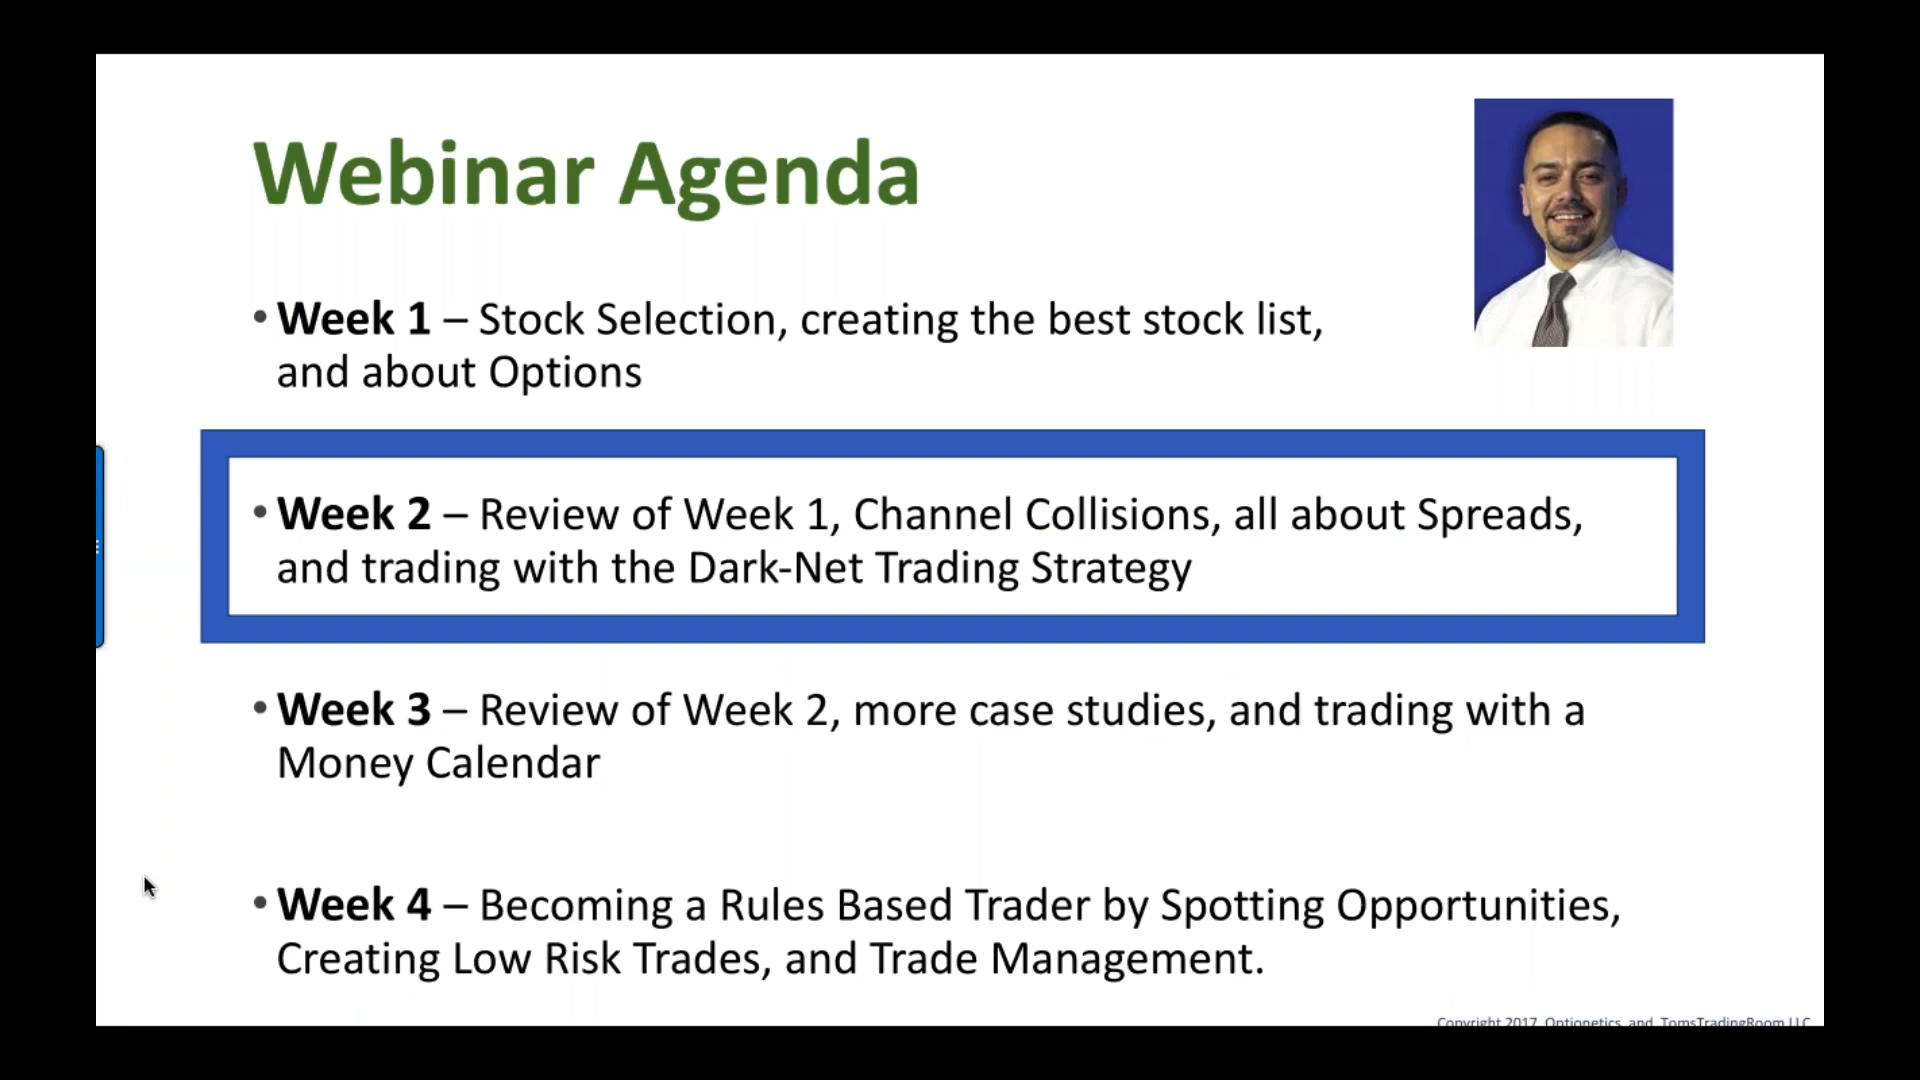 Webinar Agenda
• Week 1 – Stock Selection, creating the best stock list,
and about Options
• Week 2 – Review of Week 1, Channel Collisions, all about Spreads,
and trading with the Dark-Net Trading Strategy
• Week 3 – Review of Week 2, more case studies, and trading with a
Money Calendar
• Week 4 – Becoming a Rules Based Trader by Spotting Opportunities,
Creating Low Risk Trades, and Trade Management.
Copyright 2017 Optionetics and TomsTradingRoom LLC